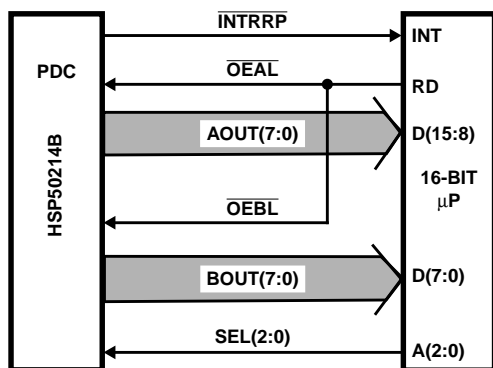 INTRRP
INT
PDC
OEAL
RD
AOUT(7:0)
D(15:8)
HSP50214B
16-BIT
µP
OEBL
BOUT(7:0)
D(7:0)
SEL(2:0)
A(2:0)